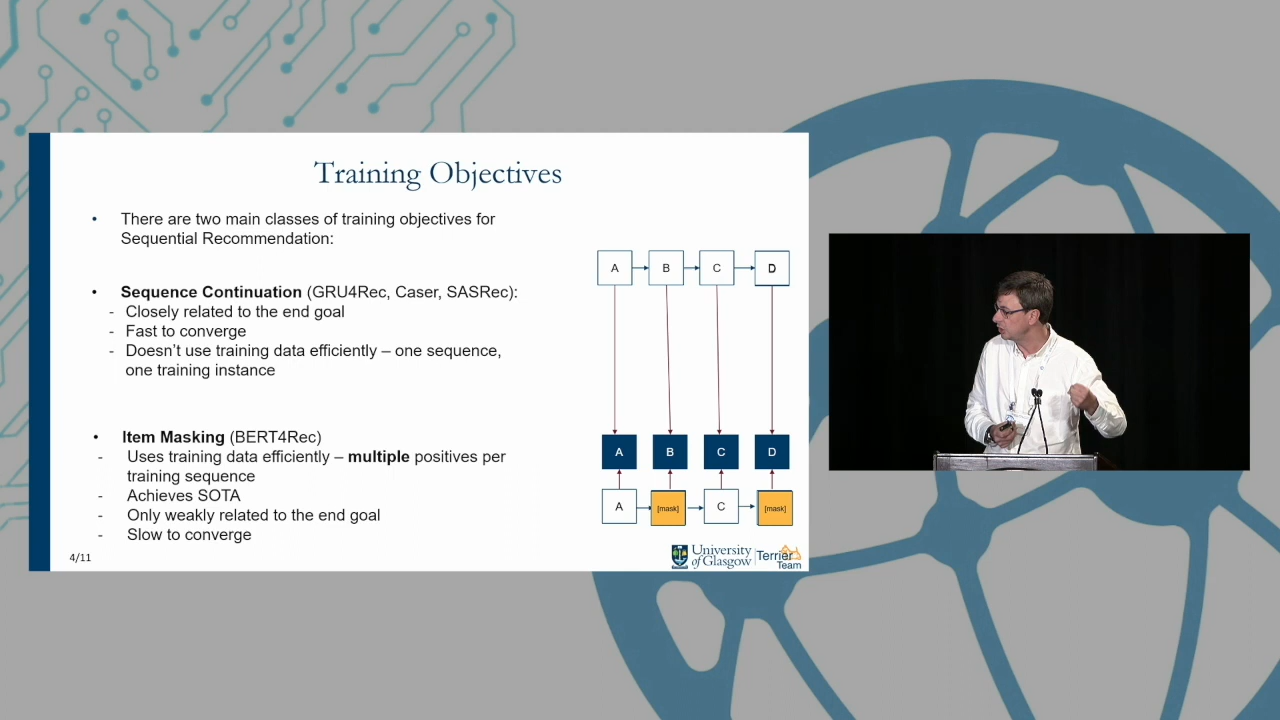 Training Objectives
• There are two main classes of training objectives for
Sequential Recommendation:
• Sequence Continuation (GRU4Rec, Caser, SASRec):
- Closely related to the end goal
- Fast to converge
- Doesn't use training data efficiently – one sequence,
one training instance
• Item Masking (BERT4Rec)
- Uses training data efficiently – multiple positives per
training sequence
- Achieves SOTA
- Only weakly related to the end goal
- Slow to converge
A B C D
A B C D
A [mask] C [mask]
4/11
University
of Glasgow
Terrier
Team